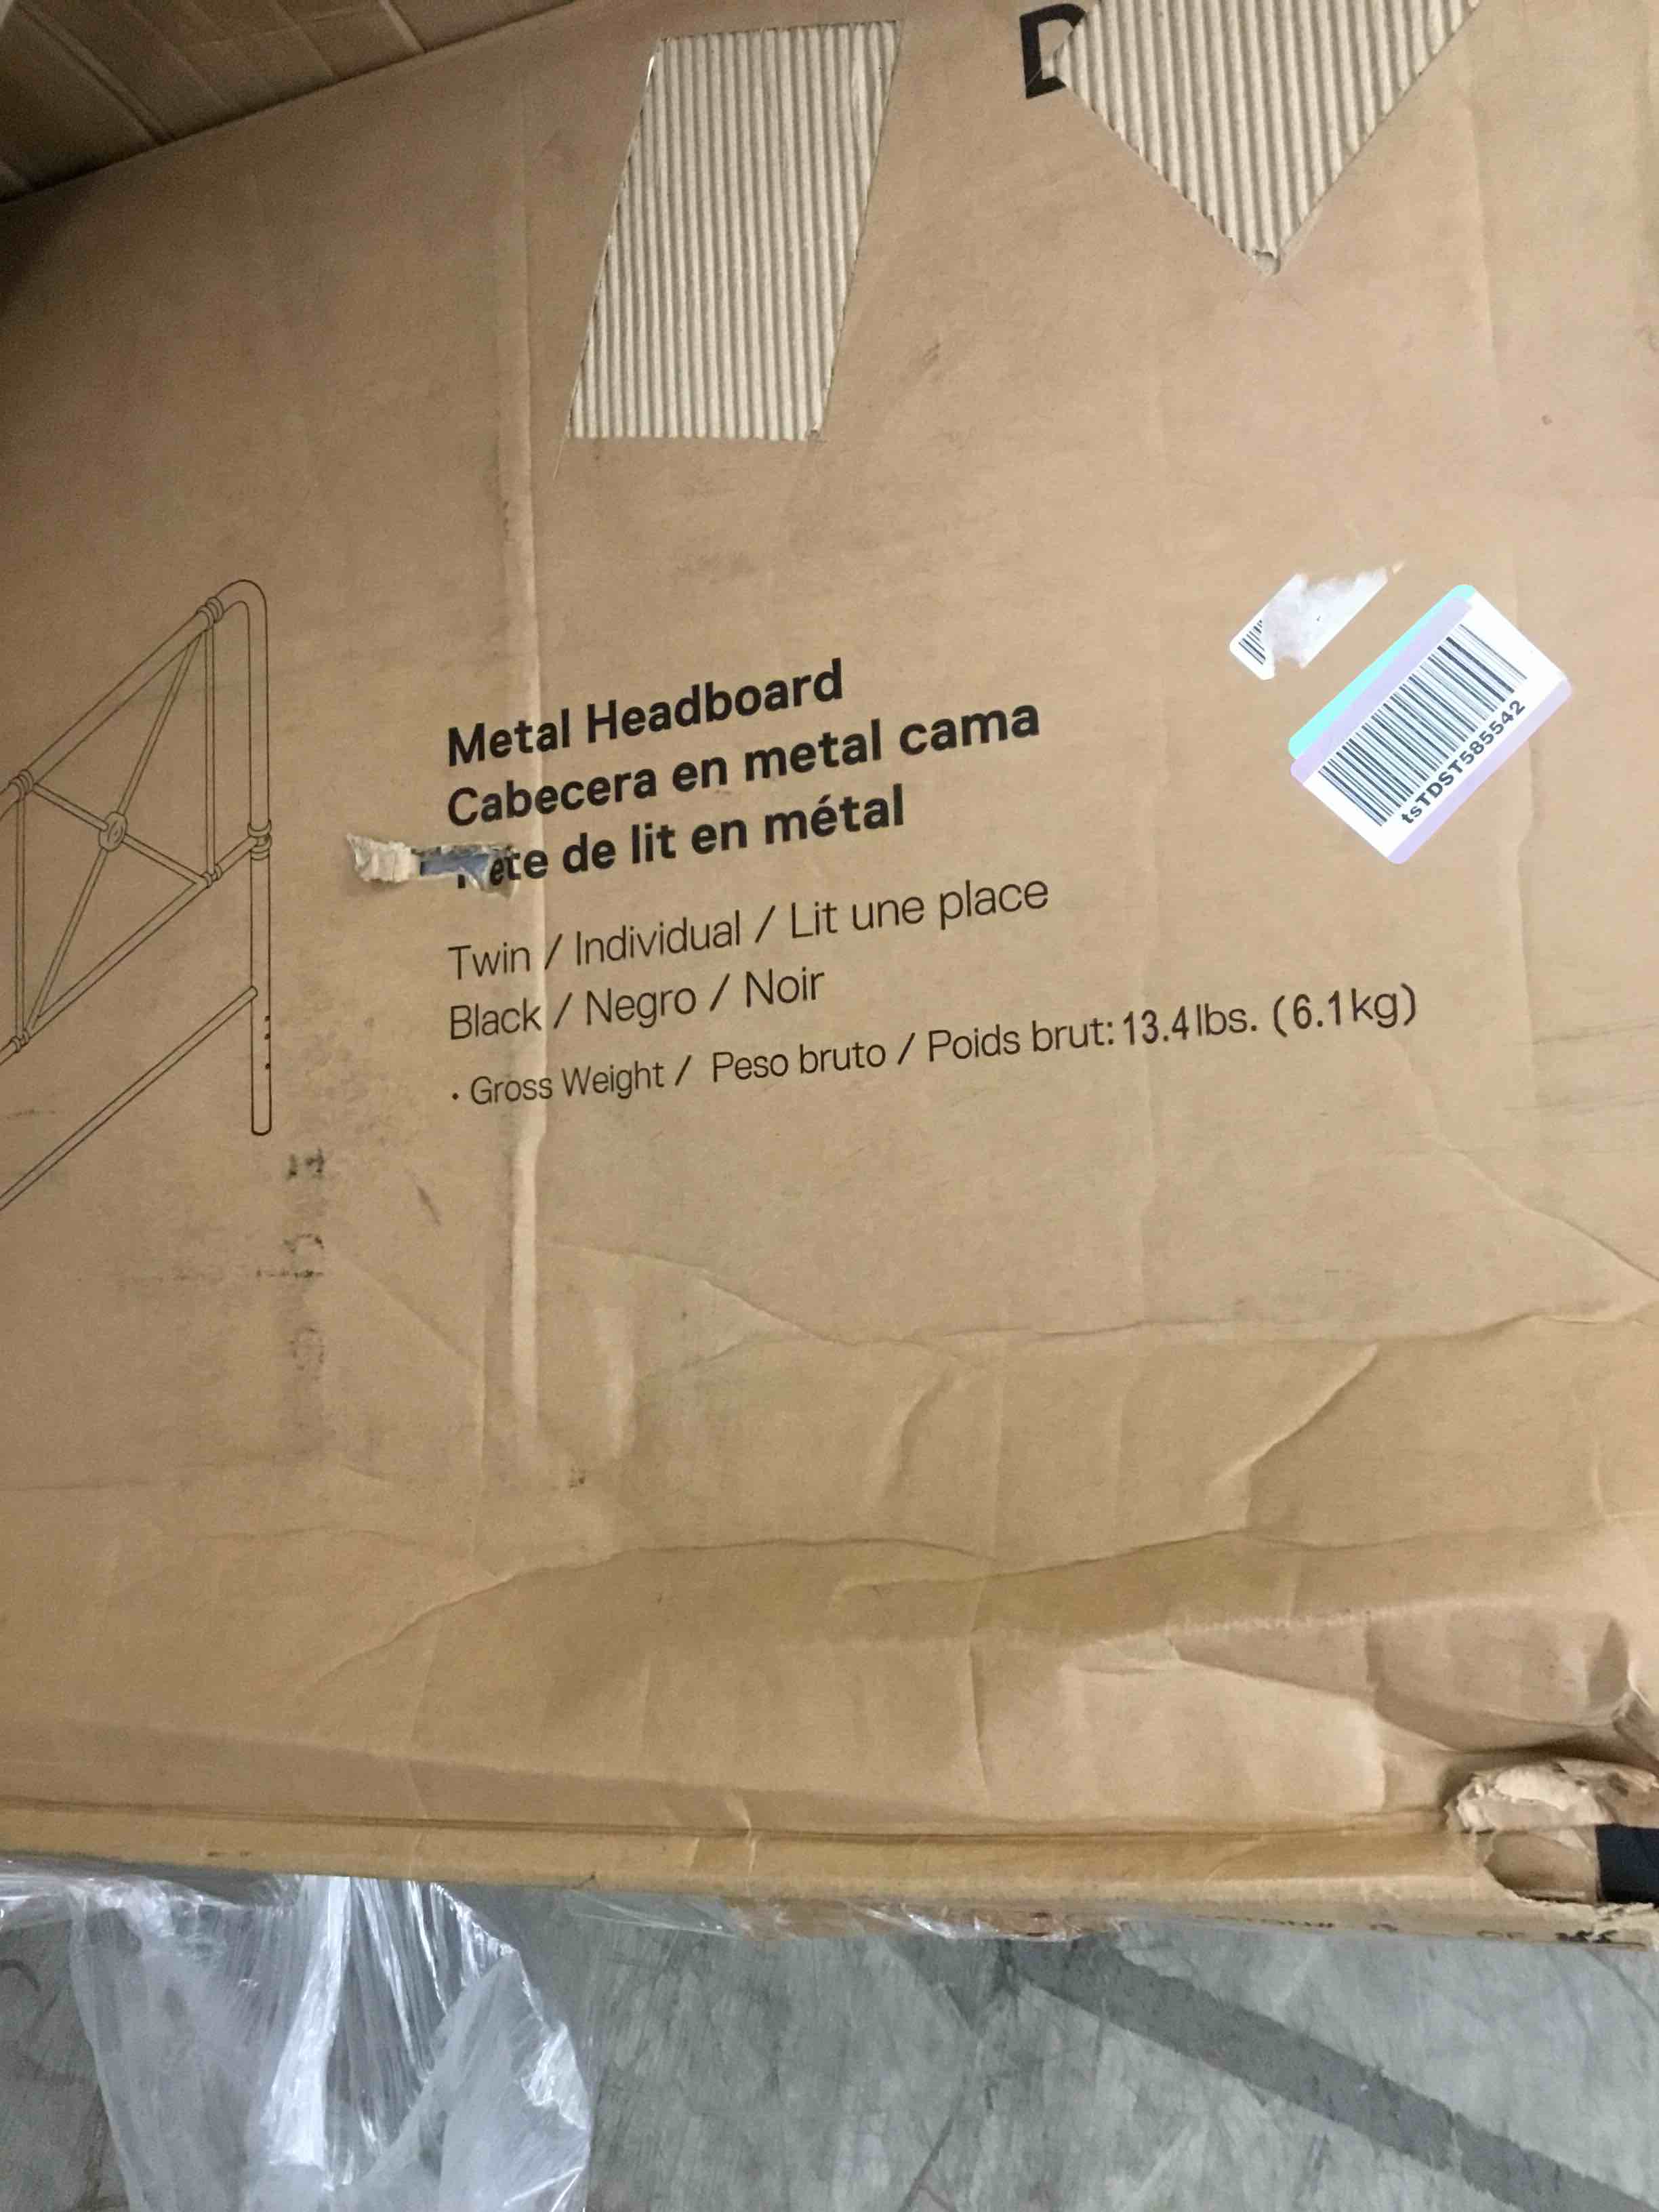 D
Metal Headboard
Cabecera en metal cama
Tete de lit en métal
Twin / Individual / Lit une place
Black / Negro / Noir
· Gross Weight / Peso bruto / Poids brut: 13.4 lbs. (6.1kg)
tsTDST585542